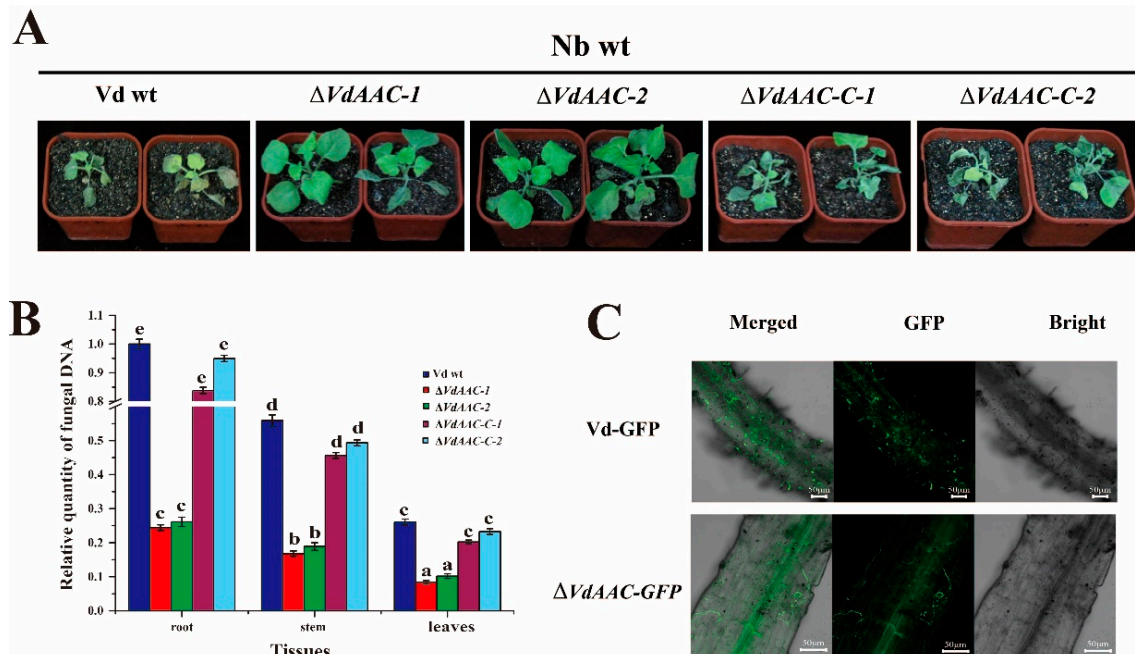 A
Nb wt
Vd wt
ΔVdAAC-1
ΔVdAAC-2
ΔVdAAC-C-1
ΔVdAAC-C-2
B
Relative quantity of fungal DNA
1.1
1.0
0.9
0.8
0.5
0.4
0.3
0.2
0.1
0.0
e
c
c
e
e
d
b
b
d
d
c
a
a
c
c
Vd wt
ΔVdAAC-1
ΔVdAAC-2
ΔVdAAC-C-1
ΔVdAAC-C-2
root
stem
leaves
Tissues
C
Merged
GFP
Bright
Vd-GFP
50μm
50μm
50μm
ΔVdAAC-GFP
50μm
50μm
50μm